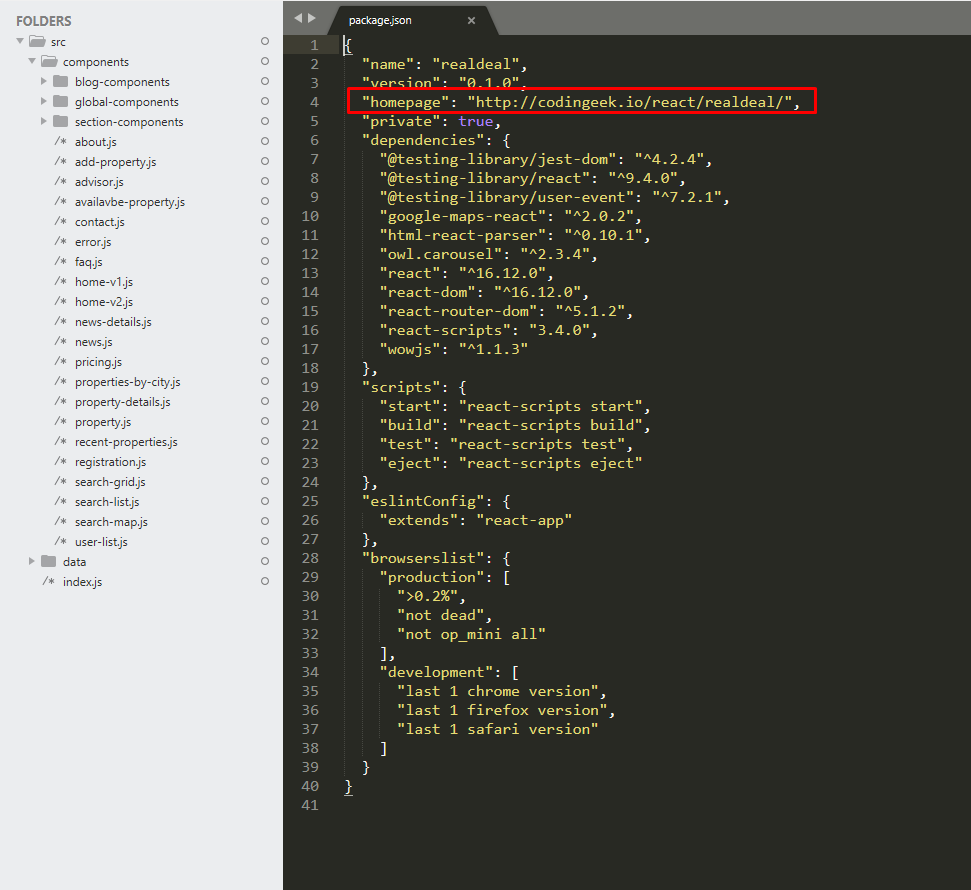 FOLDERS
src
components
blog-components
global-components
section-components
/* about.js
/* add-property.js
/* advisor.js
/* availavbe-property.js
/* contact.js
/* error.js
/* faq.js
/* home-v1.js
/* home-v2.js
/* news-details.js
/* news.js
/* pricing.js
/* properties-by-city.js
/* property-details.js
/* property.js
/* recent-properties.js
/* registration.js
/* search-grid.js
/* search-list.js
/* search-map.js
/* user-list.js
data
/* index.js
package.json ×
1 {
2 "name": "realdeal",
3 "version": "0.1.0",
4 "homepage": "http://codingeek.io/react/realdeal/",
5 "private": true,
6 "dependencies": {
7 "@testing-library/jest-dom": "^4.2.4",
8 "@testing-library/react": "^9.4.0",
9 "@testing-library/user-event": "^7.2.1",
10 "google-maps-react": "^2.0.2",
11 "html-react-parser": "^0.10.1",
12 "owl.carousel": "^2.3.4",
13 "react": "^16.12.0",
14 "react-dom": "^16.12.0",
15 "react-router-dom": "^5.1.2",
16 "react-scripts": "3.4.0",
17 "wowjs": "^1.1.3"
18 },
19 "scripts": {
20 "start": "react-scripts start",
21 "build": "react-scripts build",
22 "test": "react-scripts test",
23 "eject": "react-scripts eject"
24 },
25 "eslintConfig": {
26 "extends": "react-app"
27 },
28 "browserslist": {
29 "production": [
30 ">0.2%",
31 "not dead",
32 "not op_mini all"
33 ],
34 "development": [
35 "last 1 chrome version",
36 "last 1 firefox version",
37 "last 1 safari version"
38 ]
39 }
40 }
41